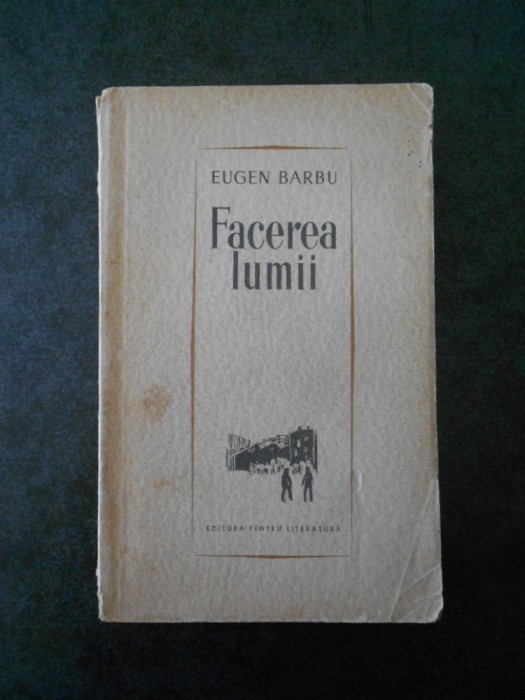 EUGEN BARBU
Facerea
lumii
EDITURA PENTRU LITERATURĂ